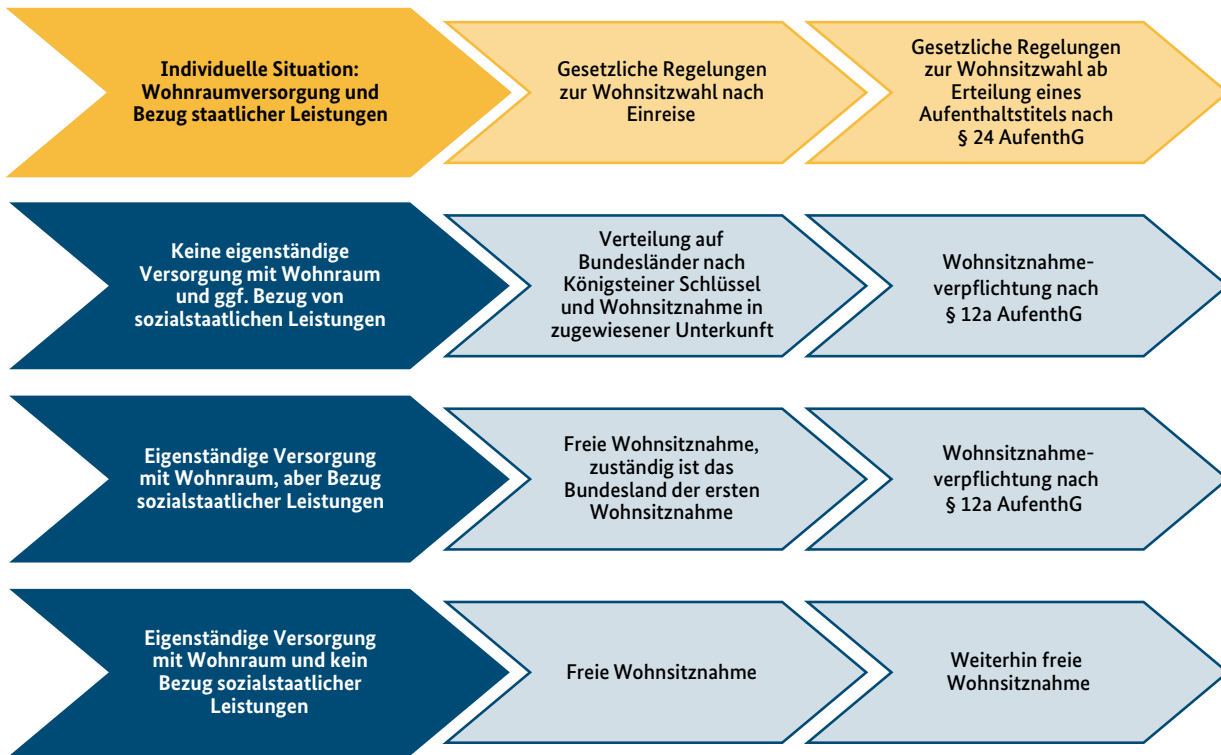 Individuelle Situation:
Wohnraumversorgung und
Bezug staatlicher Leistungen
Gesetzliche Regelungen
zur Wohnsitzwahl nach
Einreise
Gesetzliche Regelungen
zur Wohnsitzwahl ab
Erteilung eines
Aufenthaltstitels nach
§ 24 AufenthG
Keine eigenständige
Versorgung mit Wohnraum
und ggf. Bezug von
sozialstaatlichen Leistungen
Verteilung auf
Bundesländer nach
Königsteiner Schlüssel
und Wohnsitznahme in
zugewiesener Unterkunft
Wohnsitznahme-
verpflichtung nach
§ 12a AufenthG
Eigenständige Versorgung
mit Wohnraum, aber Bezug
sozialstaatlicher Leistungen
Freie Wohnsitznahme,
zuständig ist das
Bundesland der ersten
Wohnsitznahme
Wohnsitznahme-
verpflichtung nach
§ 12a AufenthG
Eigenständige Versorgung
mit Wohnraum und kein
Bezug sozialstaatlicher
Leistungen
Freie Wohnsitznahme
Weiterhin freie
Wohnsitznahme